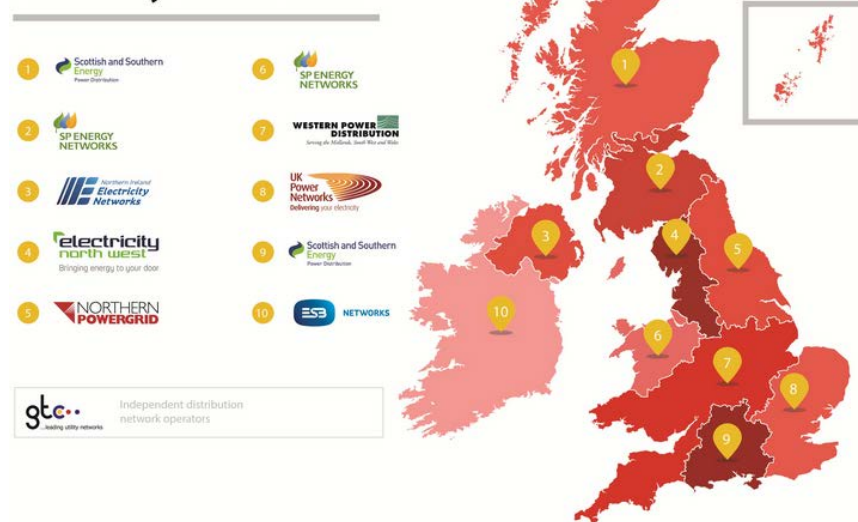 1
Scottish and Southern
Energy
Power Distribution
2
SP ENERGY
NETWORKS
3
Northern Ireland
Electricity
Networks
4
electricity
north west
Bringing energy to your door
5
NORTHERN
POWERGRID
6
SP ENERGY
NETWORKS
7
WESTERN POWER
DISTRIBUTION
Serving the Midlands, South West and Wales
8
UK
Power
Networks
Delivering your electricity
9
Scottish and Southern
Energy
Power Distribution
10
ESB NETWORKS
gtc
...leading utility networks
Independent distribution
network operators
1
2
3
4
5
10
6
7
8
9